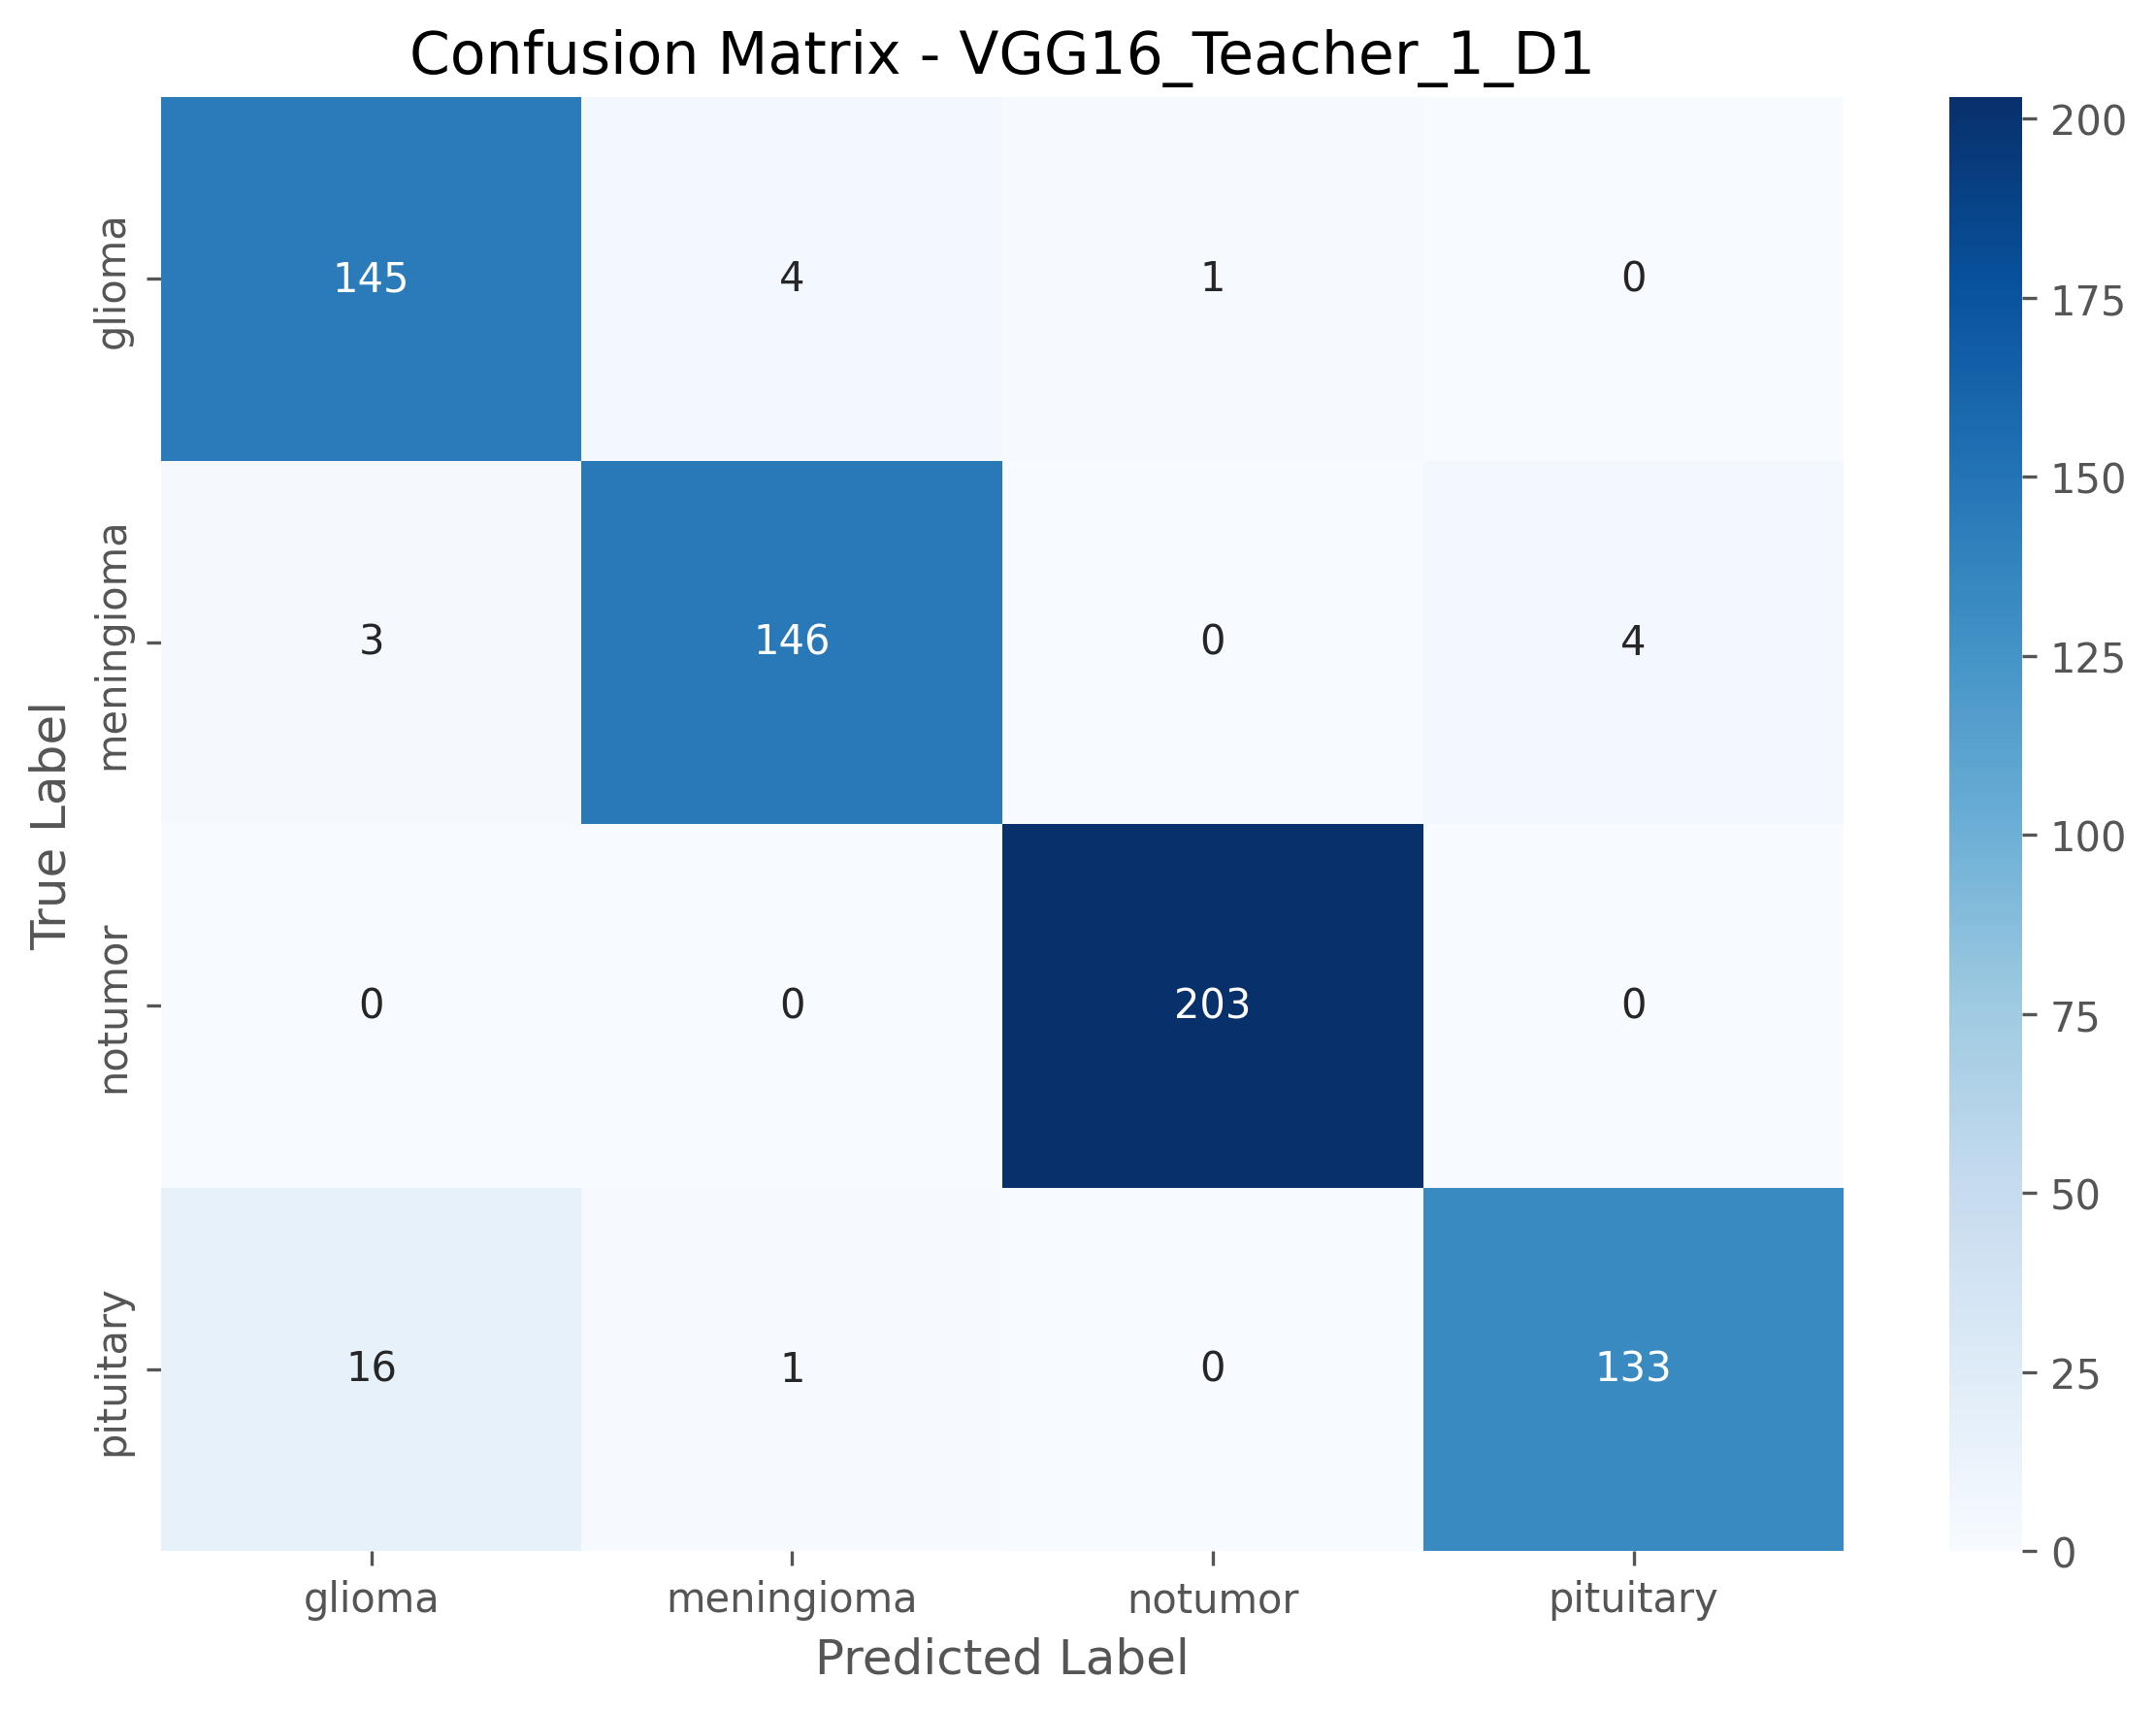 Confusion Matrix - VGG16_Teacher_1_D1
True Label
glioma 145 4 1 0
meningioma 3 146 0 4
notumor 0 0 203 0
pituitary 16 1 0 133
glioma meningioma notumor pituitary
Predicted Label
200
175
150
125
100
75
50
25
0